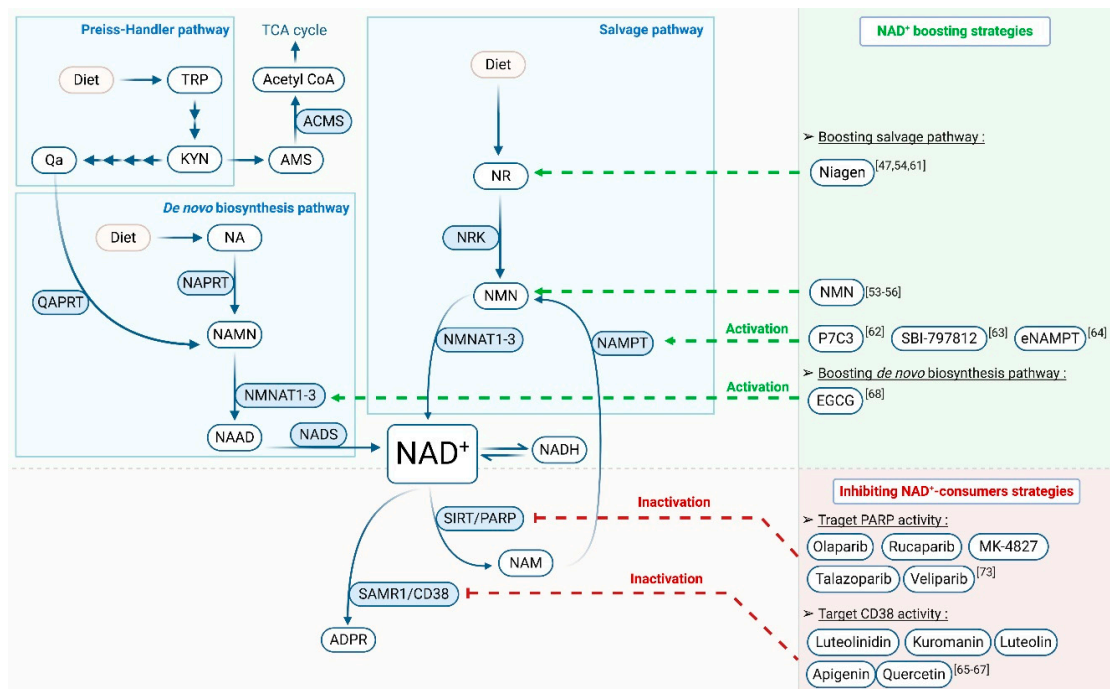 Preiss-Handler pathway
Diet
TRP
KYN
Qa
TCA cycle
Acetyl CoA
ACMS
AMS
De novo biosynthesis pathway
Diet
NA
NAPRT
QAPRT
NAMN
NMNAT1-3
NAAD
NADS
Salvage pathway
Diet
NR
NRK
NMN
NMNAT1-3
NAMPT
NAD+
NADH
SIRT/PARP
NAM
SAMR1/CD38
ADPR
Activation
Activation
Inactivation
Inactivation
NAD+ boosting strategies
➢ Boosting salvage pathway :
Niagen [47,54,61]
NMN [53-56]
P7C3 [62] SBI-797812 [63] eNAMPT [64]
➢ Boosting de novo biosynthesis pathway :
EGCG [68]
Inhibiting NAD+-consumers strategies
➢ Traget PARP activity :
Olaparib Rucaparib MK-4827
Talazoparib Veliparib [73]
➢ Target CD38 activity :
Luteolinidin Kuromanin Luteolin
Apigenin Quercetin [65-67]